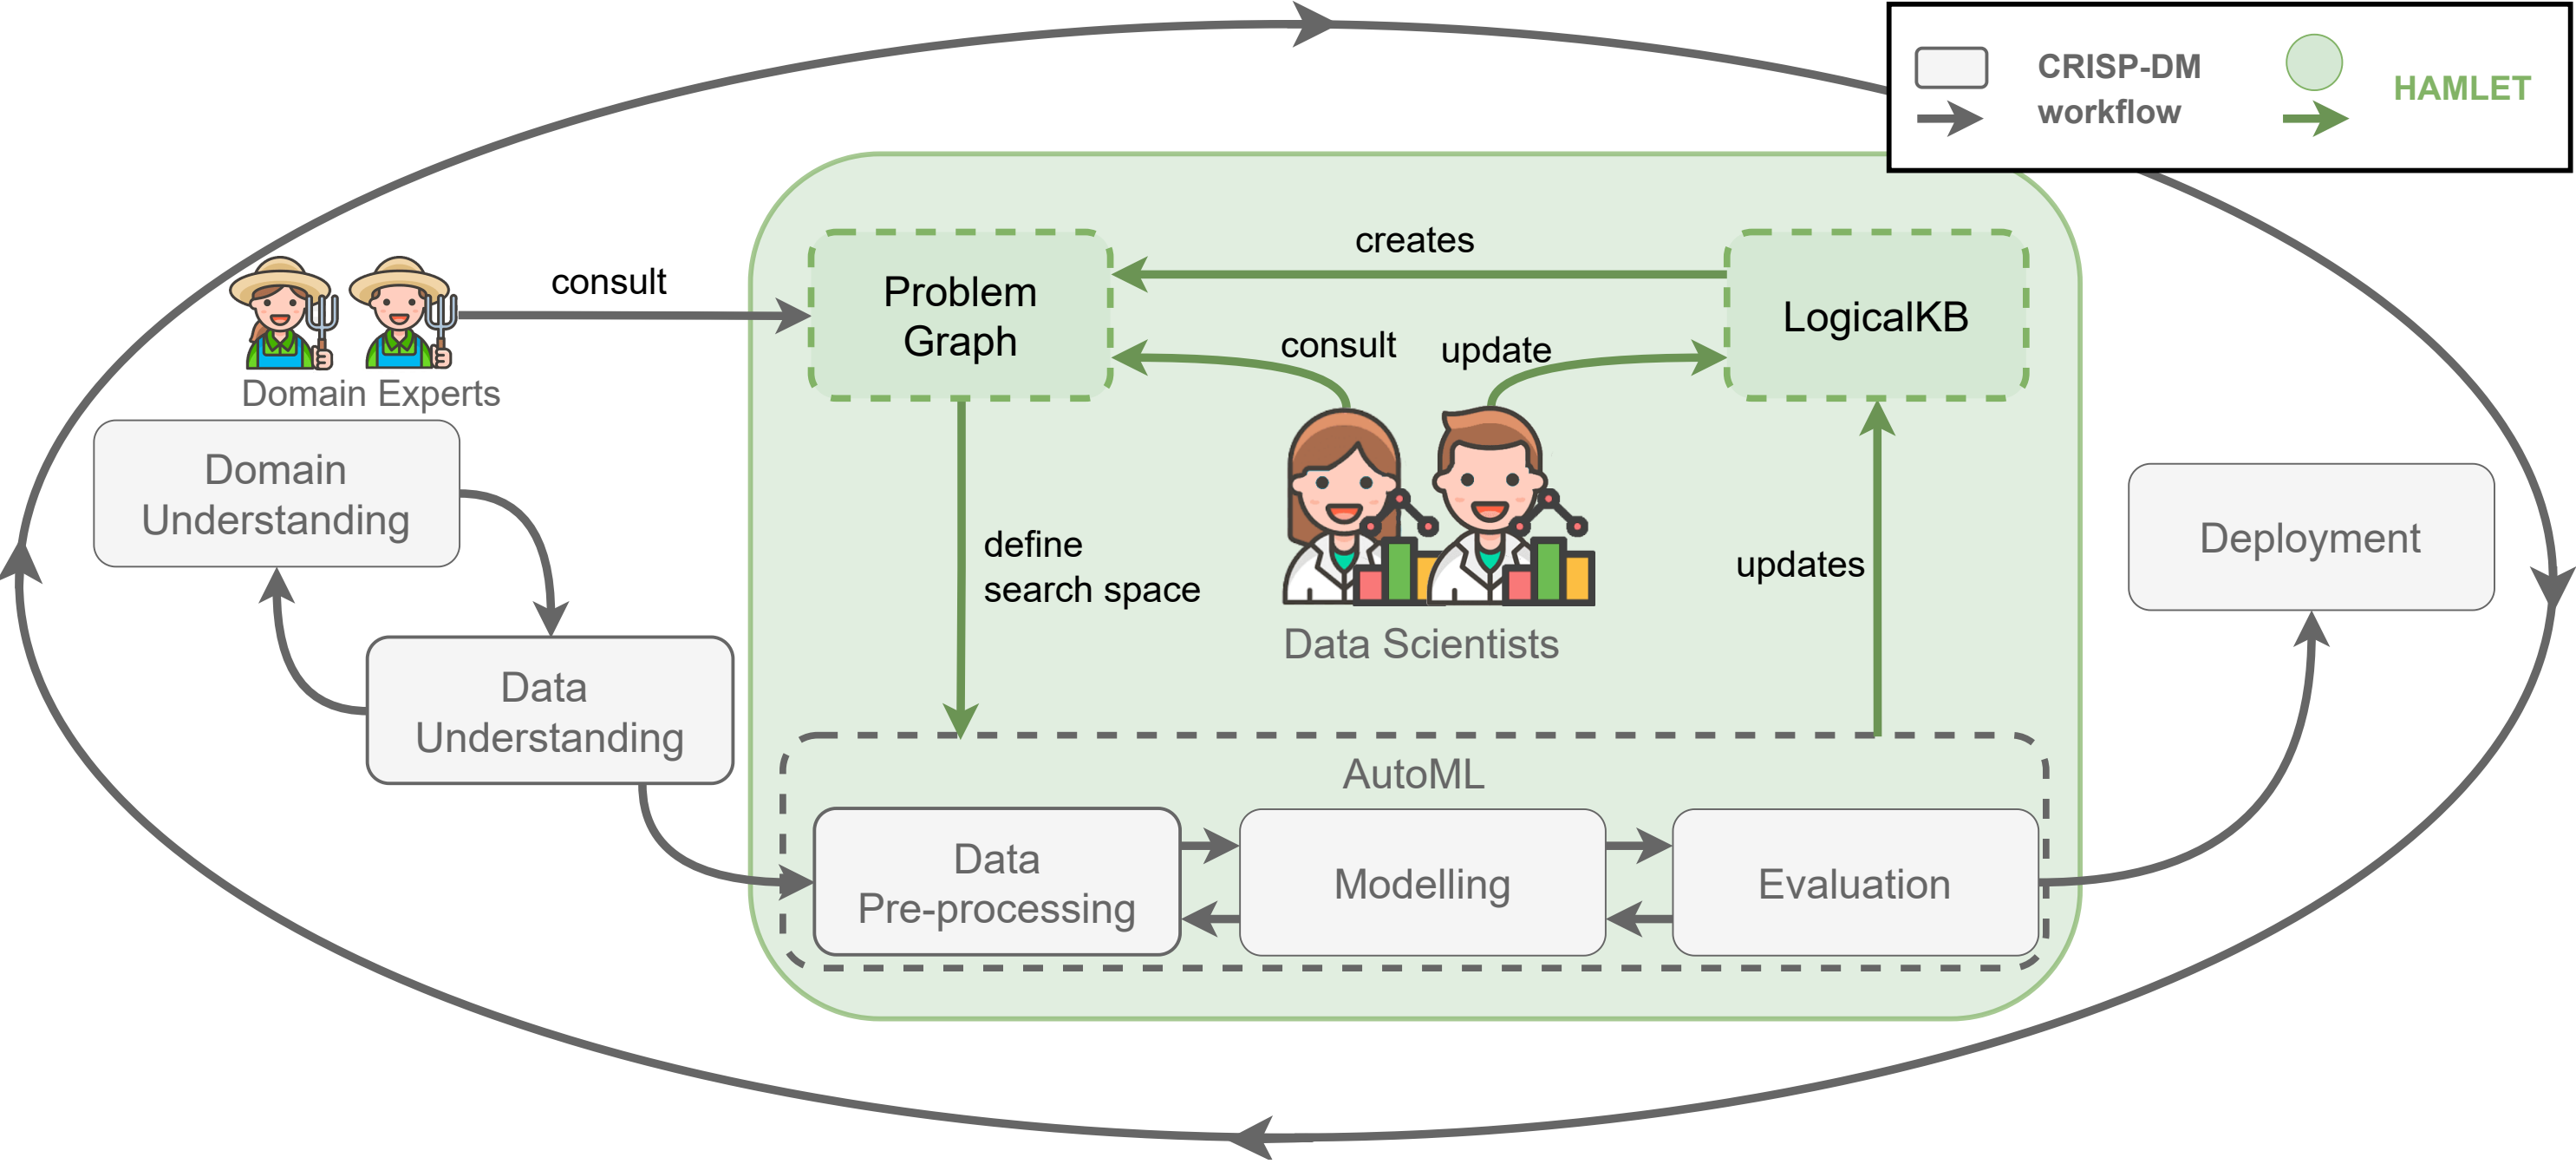 CRISP-DM
workflow
HAMLET
creates
consult
Problem
Graph
LogicalKB
consult
update
Domain Experts
Domain
Understanding
define
search space
Data Scientists
updates
Deployment
Data
Understanding
AutoML
Data
Pre-processing
Modelling
Evaluation